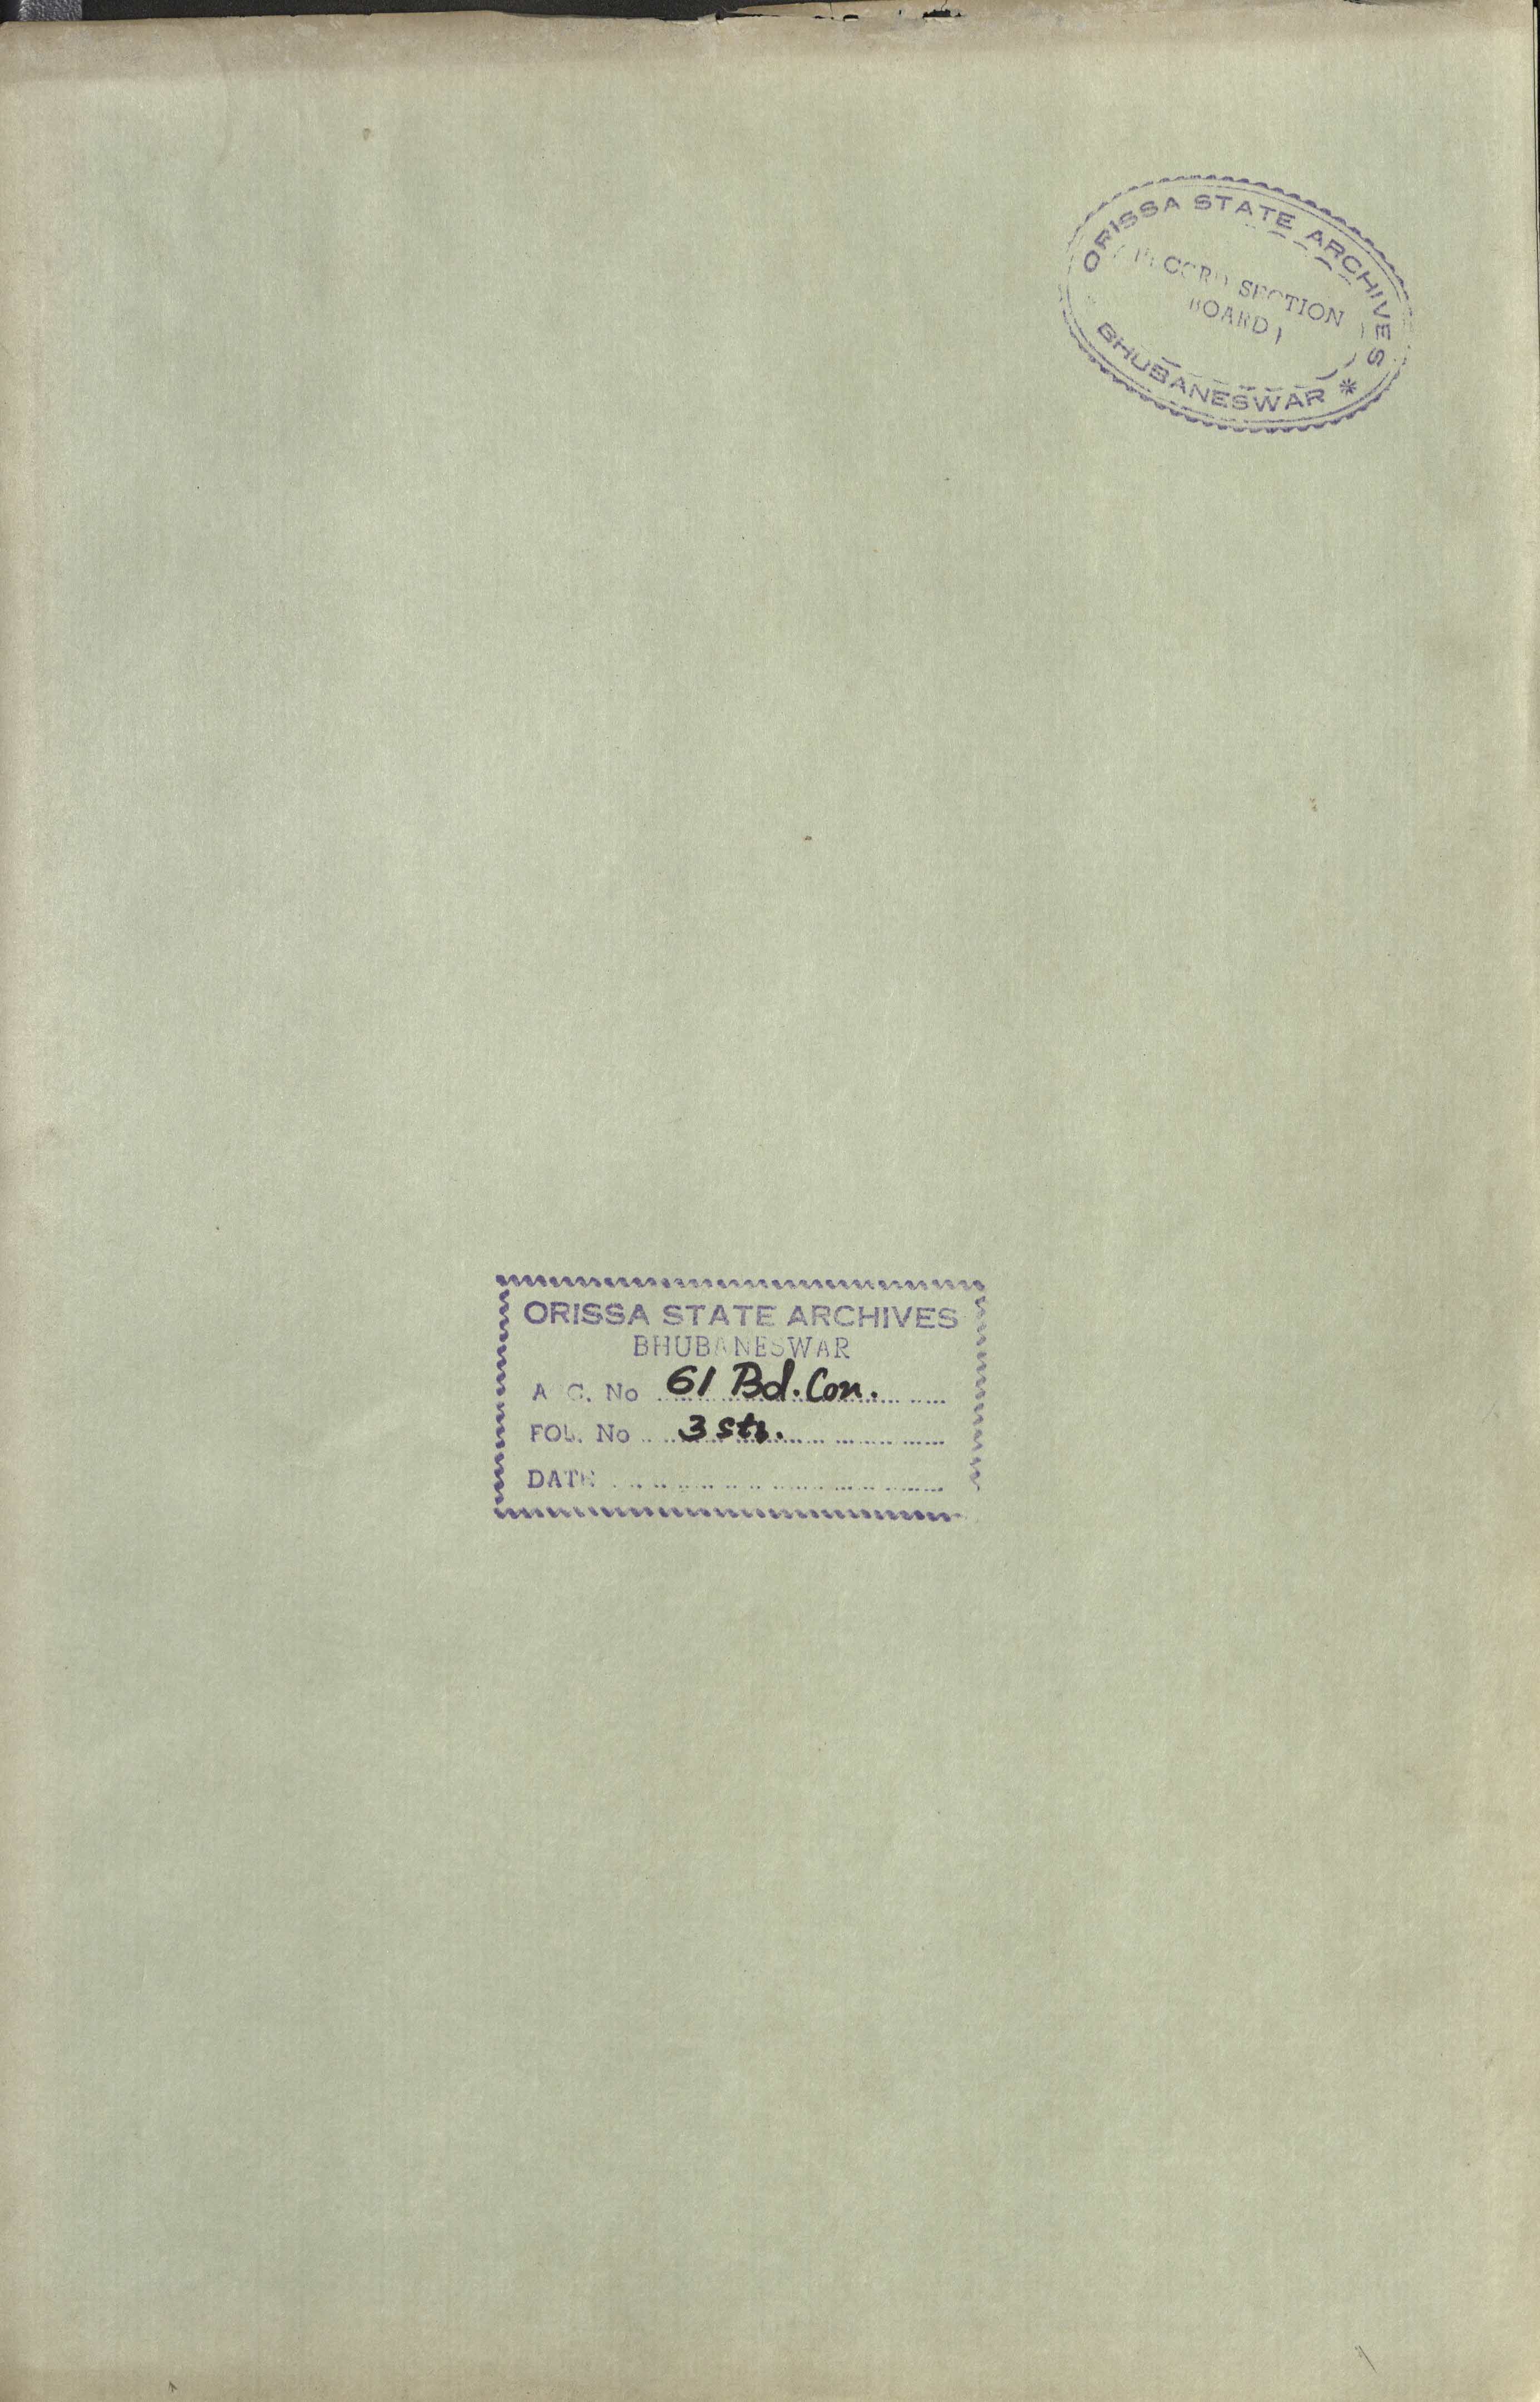 ORISSA STATE ARCHIVES
SECTION
BOARD)
BHUBANESWAR *
ORISSA STATE ARCHIVES
BHUBANESWAR
A C. No 61 Bd. Con.
FOL. No 3 Sts.
DATE